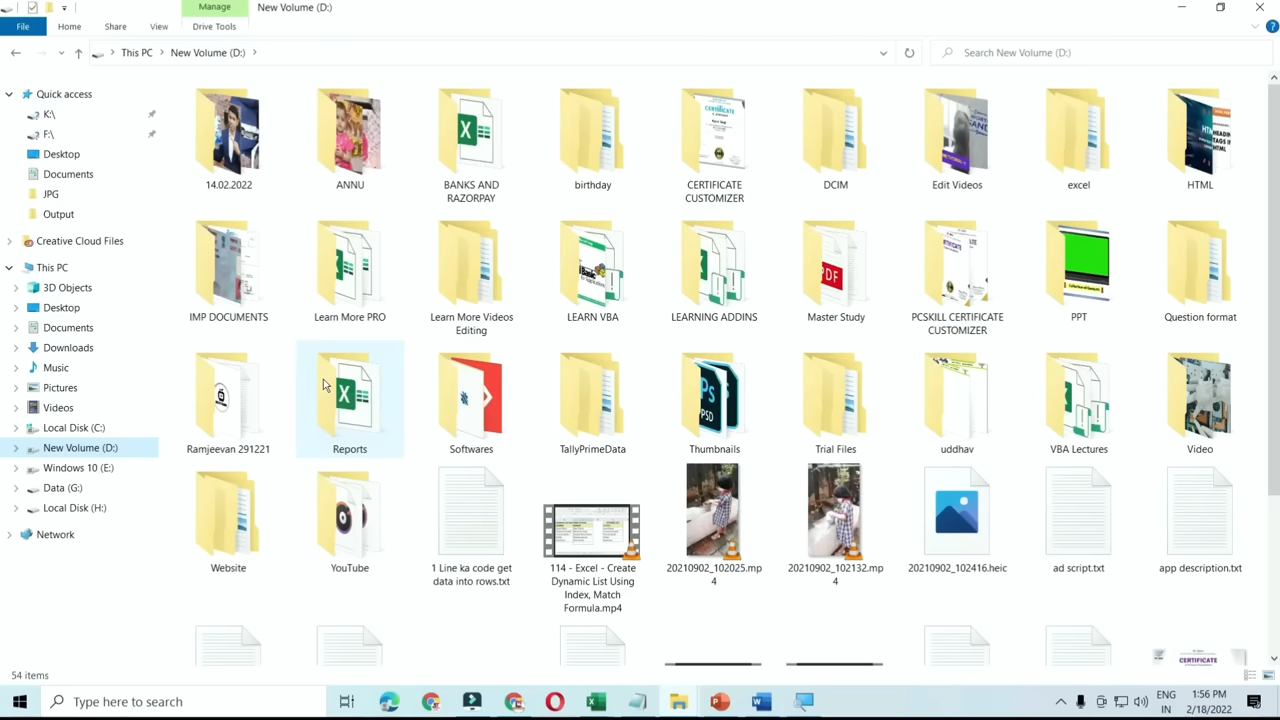 Manage
New Volume (D:)
File
Home
Share
View
Drive Tools
This PC
New Volume (D:)
Search New Volume (D:)
Quick access
K:\
F:\
Desktop
Documents
JPG
Output
Creative Cloud Files
This PC
3D Objects
Desktop
Documents
Downloads
Music
Pictures
Videos
Local Disk (C:)
New Volume (D:)
Windows 10 (E:)
Data (G:)
Local Disk (H:)
Network
14.02.2022
ANNU
BANKS AND
RAZORPAY
birthday
CERTIFICATE
CUSTOMIZER
DCIM
Edit Videos
excel
HTML
IMP DOCUMENTS
Learn More PRO
Learn More Videos
Editing
LEARN VBA
LEARNING ADDINS
Master Study
PCSKILL CERTIFICATE
CUSTOMIZER
PPT
Question format
Ramjeevan 291221
Reports
Softwares
TallyPrimeData
Thumbnails
Trial Files
uddhav
VBA Lectures
Video
Website
YouTube
1 Line ka code get
data into rows.txt
114 - Excel - Create
Dynamic List Using
Index, Match
Formula.mp4
20210902_102025.mp
4
20210902_102132.mp
4
20210902_102416.heic
ad script.txt
app description.txt
54 items
Type here to search
ENG
IN
1:56 PM
2/18/2022